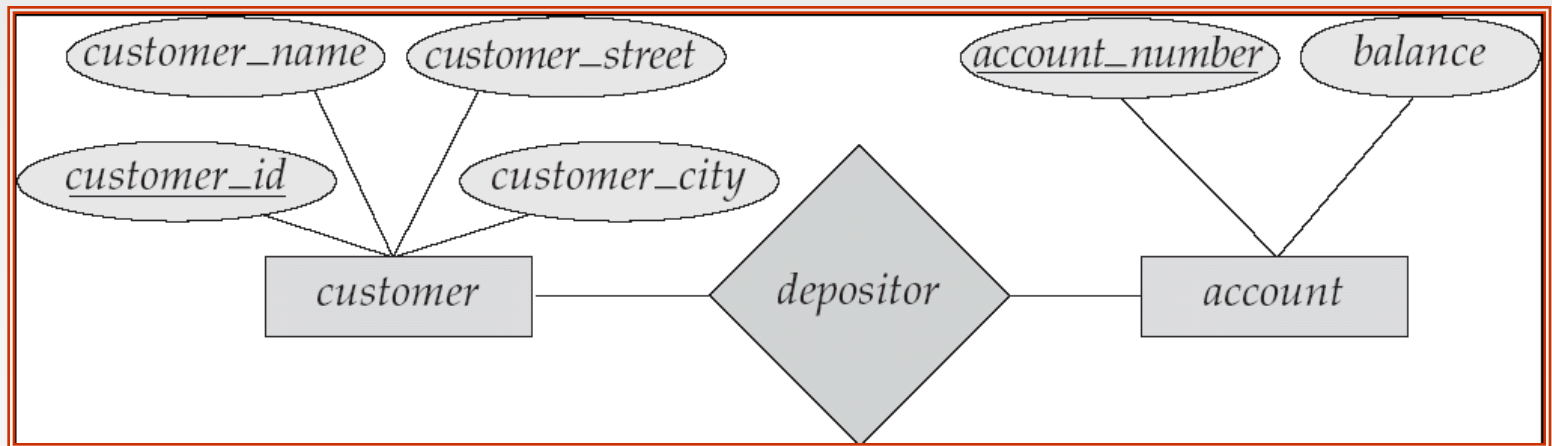 customer_name
customer_street
account_number
balance
customer_id
customer_city
customer
depositor
account